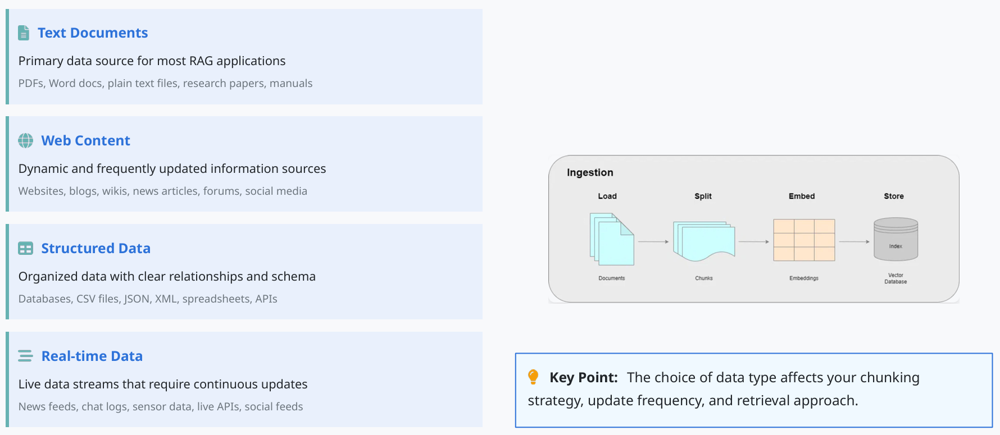 Text Documents
Primary data source for most RAG applications
PDFs, Word docs, plain text files, research papers, manuals
Web Content
Dynamic and frequently updated information sources
Websites, blogs, wikis, news articles, forums, social media
Structured Data
Organized data with clear relationships and schema
Databases, CSV files, JSON, XML, spreadsheets, APIs
Real-time Data
Live data streams that require continuous updates
News feeds, chat logs, sensor data, live APIs, social feeds
Ingestion
Load
Split
Embed
Store
Index
Documents
Chunks
Embeddings
Vector
Database
Key Point: The choice of data type affects your chunking
strategy, update frequency, and retrieval approach.